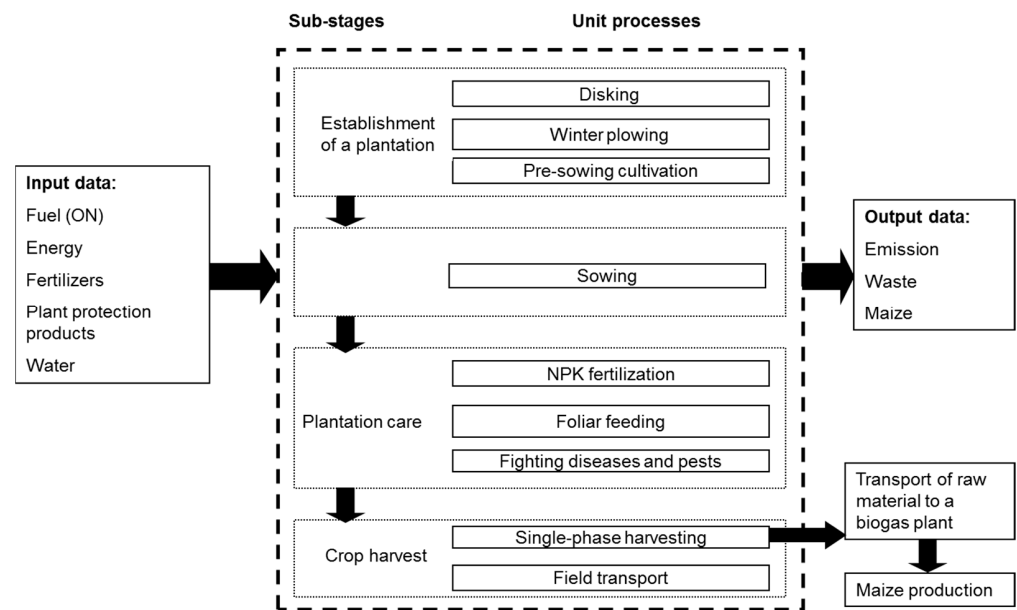 Sub-stages
Unit processes
Input data:
Fuel (ON)
Energy
Fertilizers
Plant protection
products
Water
Establishment
of a plantation
Disking
Winter plowing
Pre-sowing cultivation
Sowing
Plantation care
NPK fertilization
Foliar feeding
Fighting diseases and pests
Crop harvest
Single-phase harvesting
Field transport
Output data:
Emission
Waste
Maize
Transport of raw
material to a
biogas plant
Maize production